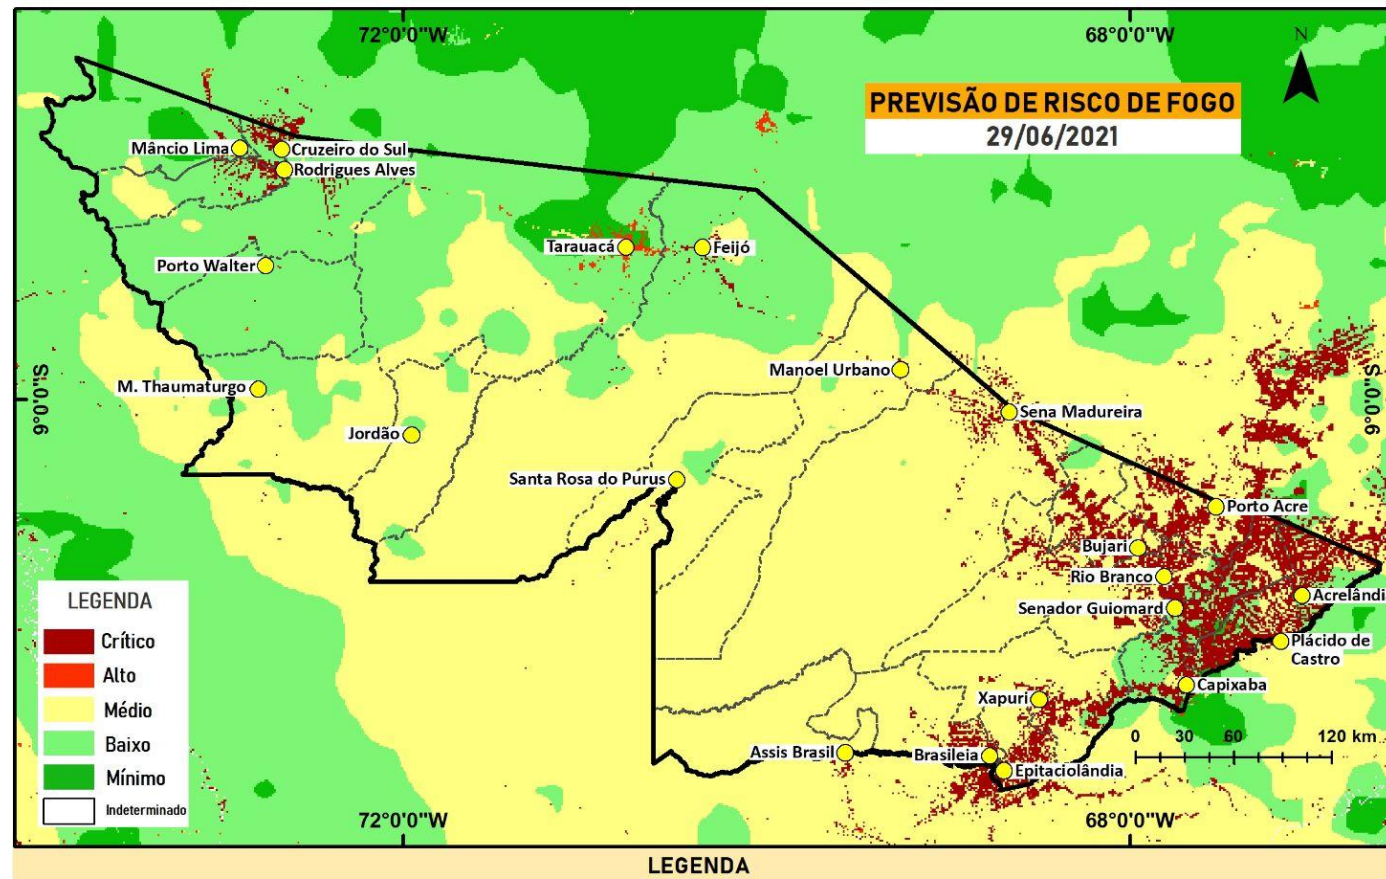 72°0'0"W
68°0'0"W
N
PREVISÃO DE RISCO DE FOGO
29/06/2021
Mâncio Lima
Cruzeiro do Sul
Rodrigues Alves
Tarauacá
Feijó
Porto Walter
Manoel Urbano
M. Thaumaturgo
9°0'0"S
9°0'0"S
Sena Madureira
Jordão
Santa Rosa do Purus
Porto Acre
Bujari
Rio Branco
Acrelândi
Senador Guiomard
Plácido de
Castro
LEGENDA
Crítico
Alto
Médio
Baixo
Mínimo
Indeterminado
Capixaba
Xapuri
0 30 60 120 km
Assis Brasil
Brasileia
Epitaciolândia
72°0'0"W
68°0'0"W
LEGENDA